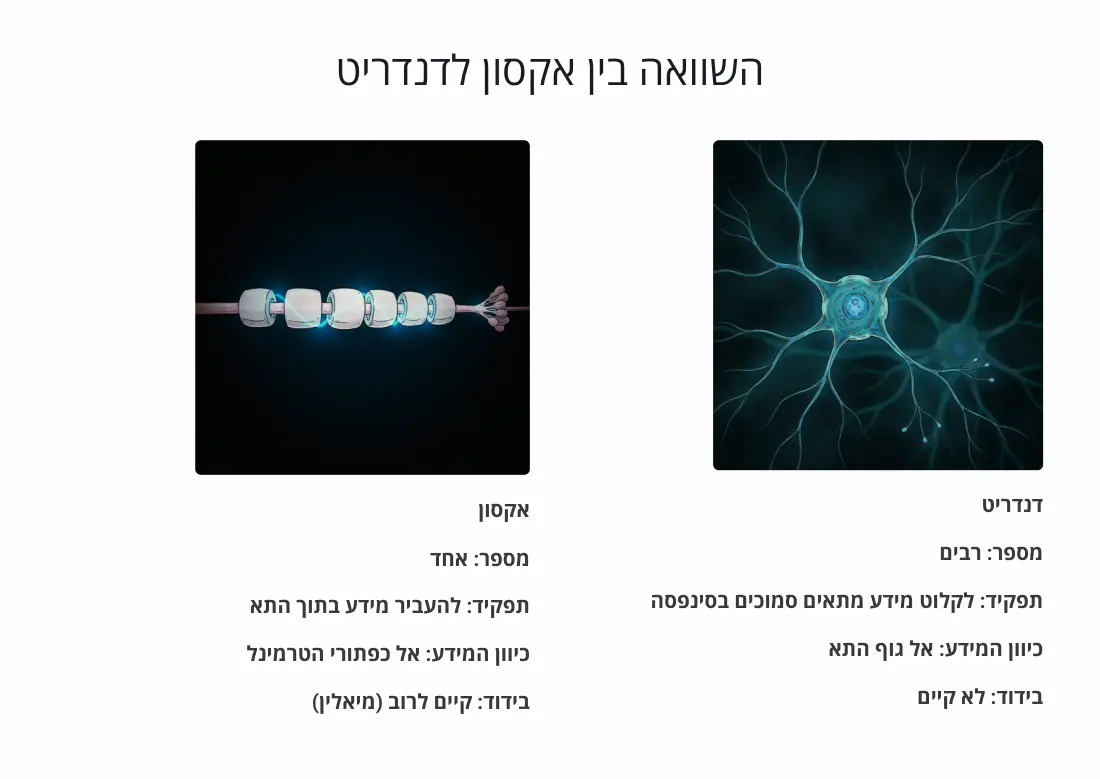 השוואה בין אקסון לדנדריט
דנדריט
מספר: רבים
תפקיד: לקלוט מידע מתאים סמוכים בסינפסה
כיוון המידע: אל גוף התא
בידוד: לא קיים
אקסון
מספר: אחד
תפקיד: להעביר מידע בתוך התא
כיוון המידע: אל כפתורי הטרמינל
בידוד: קיים לרוב (מיאלין)